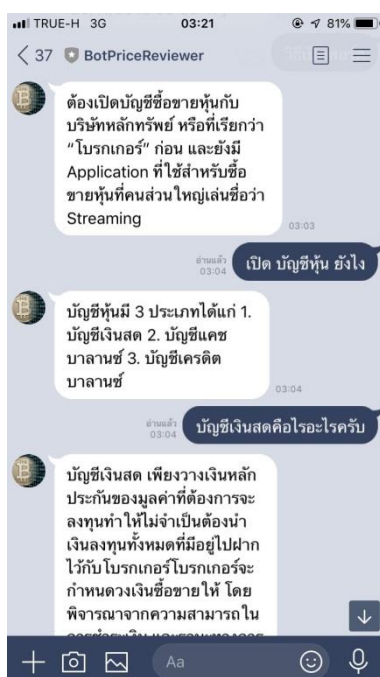 TRUE-H 3G 03:21 81%
37 BotPriceReviewer
ต้องเปิดบัญชีซื้อขายหุ้นกับ
บริษัทหลักทรัพย์ หรือที่เรียกว่า
“โบรกเกอร์” ก่อน และยังมี
Application ที่ใช้สำหรับซื้อ
ขายหุ้นที่คนส่วนใหญ่เล่นชื่อว่า
Streaming
03:03
อ่านแล้ว
03:04
เปิด บัญชีหุ้น ยังไง
บัญชีหุ้นมี 3 ประเภทได้แก่ 1.
บัญชีเงินสด 2. บัญชีแคช
บาลานซ์ 3. บัญชีเครดิต
บาลานซ์
03:04
อ่านแล้ว
03:04
บัญชีเงินสดคือไรอะไรครับ
บัญชีเงินสด เพียงวางเงินหลัก
ประกันของมูลค่าที่ต้องการจะ
ลงทุนทำให้ไม่จำเป็นต้องนำ
เงินลงทุนทั้งหมดที่มีอยู่ไปฝาก
ไว้กับโบรกเกอร์โบรกเกอร์จะ
กำหนดวงเงินซื้อขายให้ โดย
พิจารณาจากความสามารถใน
Aa